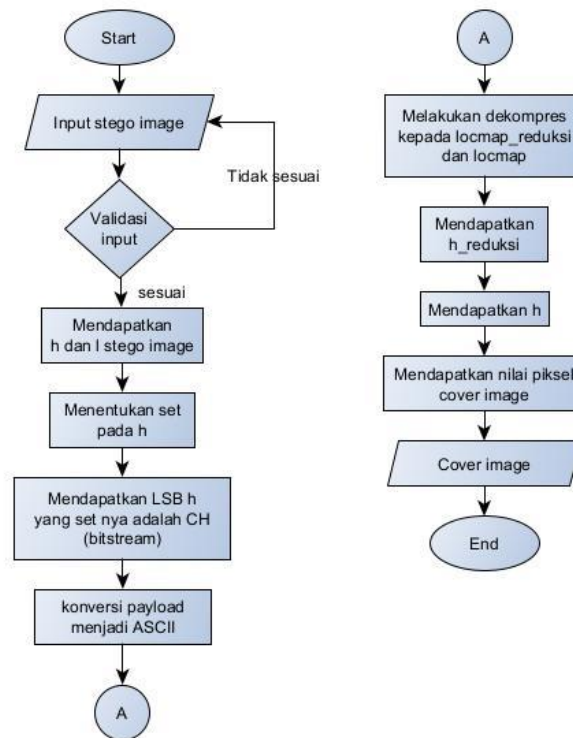 Start
Input stego image
Tidak sesuai
Validasi
input
sesuai
Mendapatkan
h dan l stego image
Menentukan set
pada h
Mendapatkan LSB h
yang set nya adalah CH
(bitstream)
konversi payload
menjadi ASCII
A
A
Melakukan dekompres
kepada locmap_reduksi
dan locmap
Mendapatkan
h_reduksi
Mendapatkan h
Mendapatkan nilai piksel
cover image
Cover image
End